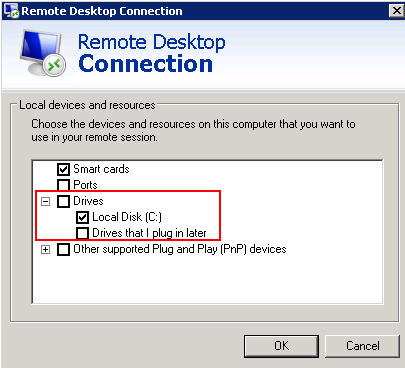 Remote Desktop Connection
Remote Desktop
Connection
Local devices and resources
Choose the devices and resources on this computer that you want to
use in your remote session.
Smart cards
Ports
Drives
Local Disk (C:)
Drives that I plug in later
Other supported Plug and Play (PnP) devices
OK
Cancel